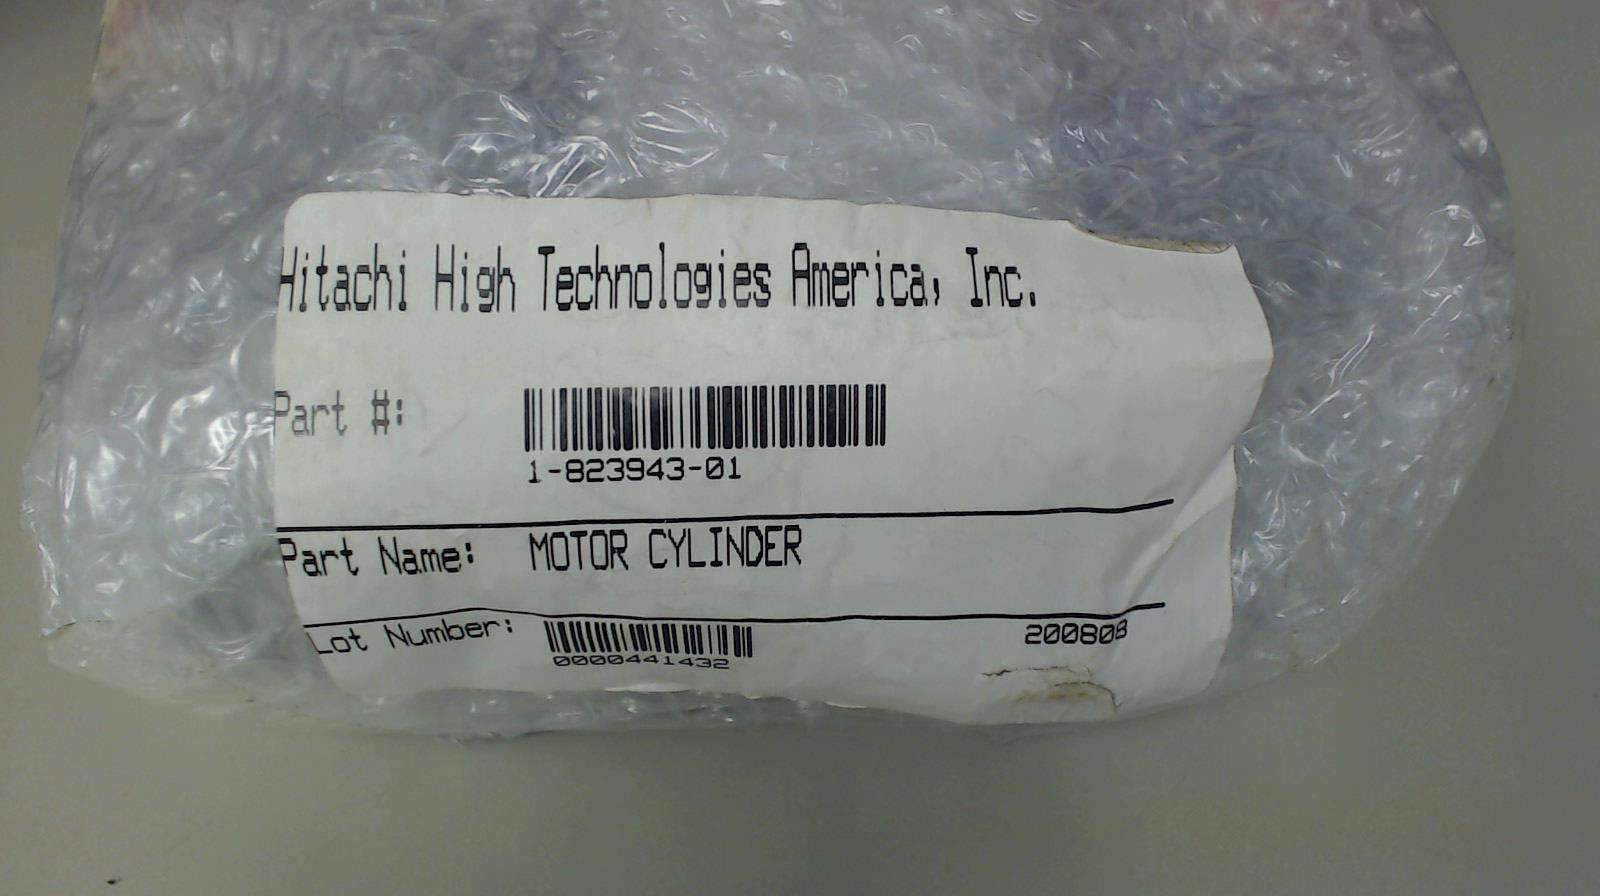 Hitachi High Technologies America, Inc.
Part #:
1-823943-01
Part Name: MOTOR CYLINDER
Lot Number: 200808
0000441432